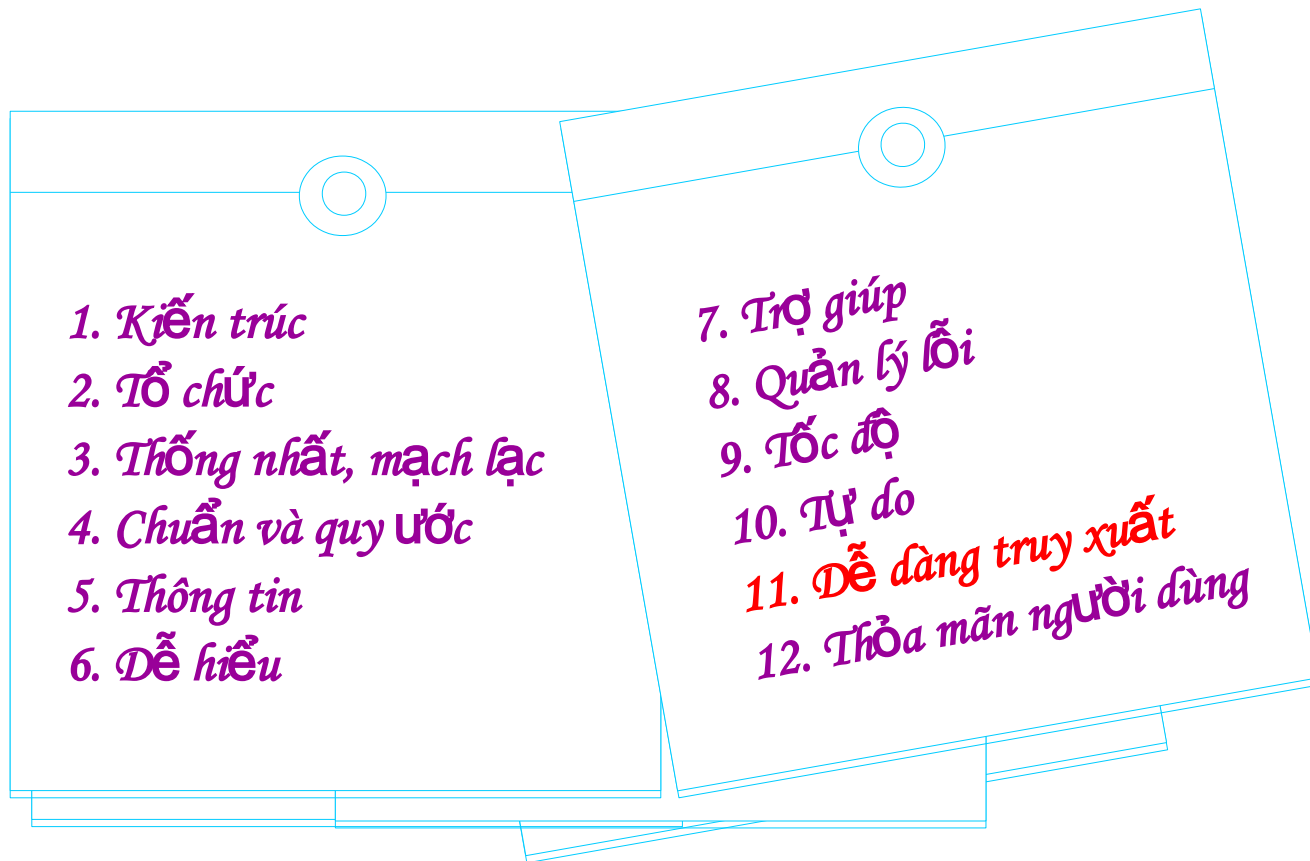 1. Kiến trúc
2. Tổ chức
3. Thống nhất, mạch lạc
4. Chuẩn và quy ước
5. Thông tin
6. Dễ hiểu
7. Trợ giúp
8. Quản lý lỗi
9. Tốc độ
10. Tự do
11. Dễ dàng truy xuất
12. Thỏa mãn người dùng